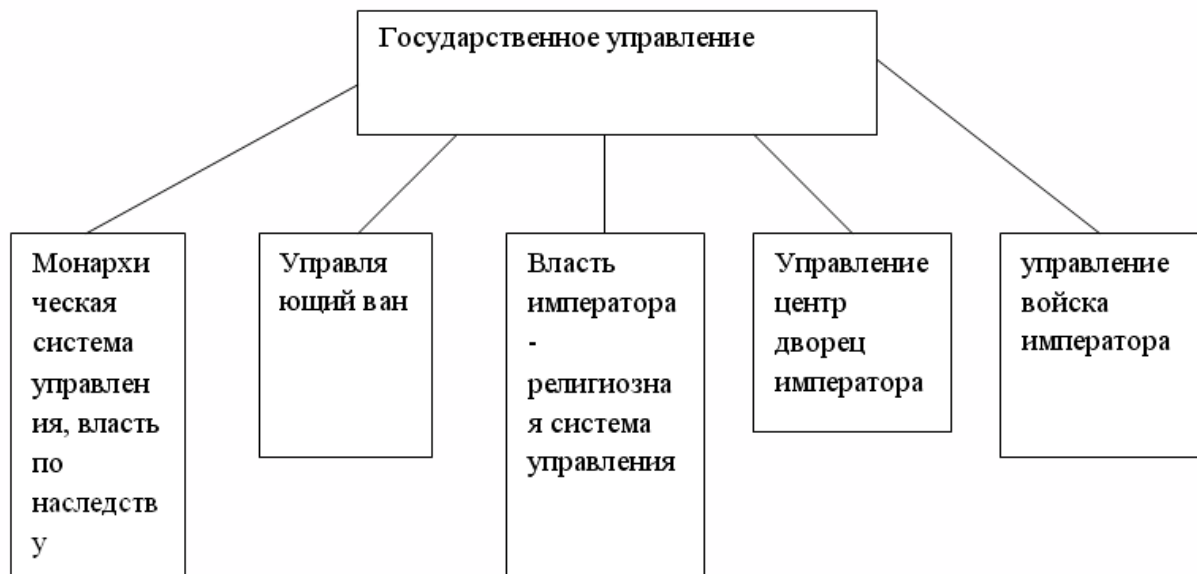 Государственное управление
Монархи
ческая
система
управлен
ия, власть
по
наследств
у
Управля
ющий ван
Власть
императора
-
религиозна
я система
управления
Управление
центр
дворец
императора
управление
войска
императора